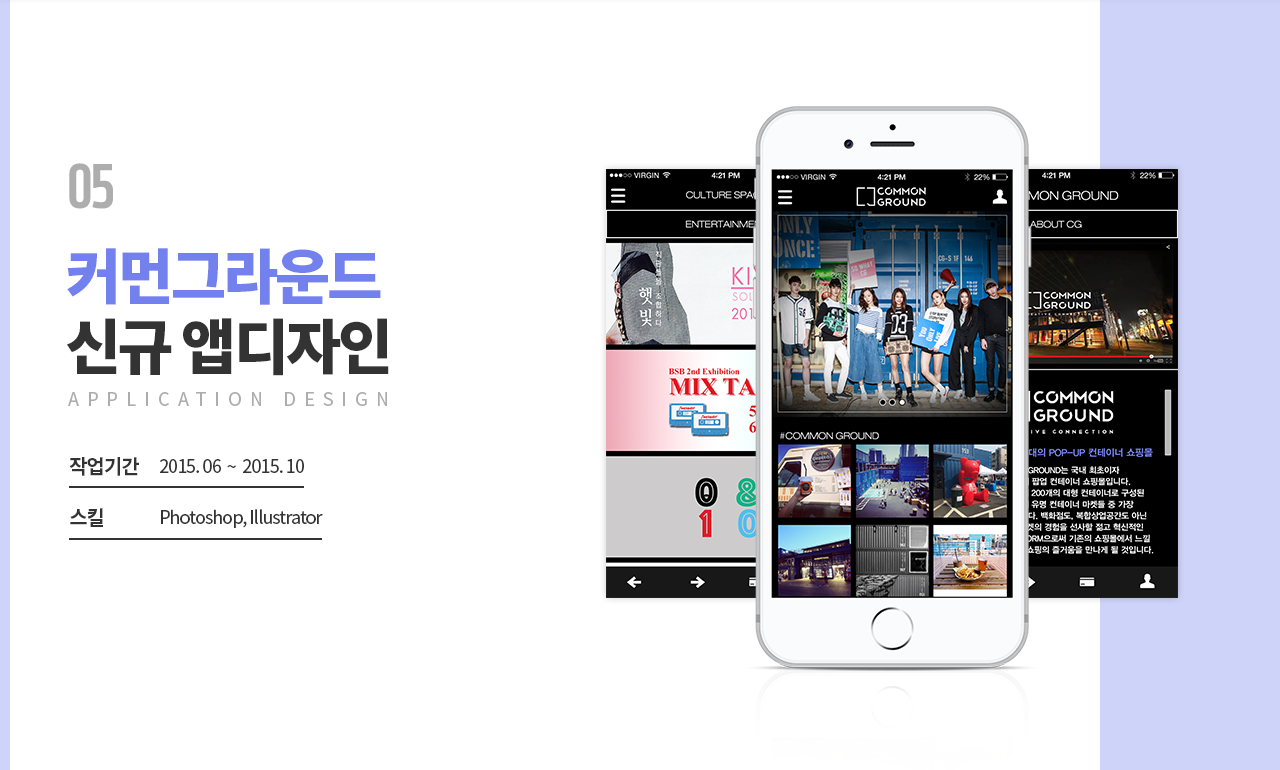 05
커먼그라운드
신규 앱디자인
APPLICATION DESIGN
작업기간 2015. 06 ~ 2015. 10
스킬 Photoshop, Illustrator
VIRGIN 4:21 PM
CULTURE SPA
ENTERTAINME
햇빛
KI
SOL
201
BSB 2nd Exhibition
MIX TA
5
6
0 &
1 0
VIRGIN 4:21 PM 22%
COMMON
GROUND
ONLY
ONCE
CG-S 1F 146
03
#COMMON GROUND
4:21 PM 22%
MON GROUND
ABOUT CG
COMMON
GROUND
COMMON
GROUND
IVE CONNECTION
대의 POP-UP 컨테이너 쇼핑몰
GROUND는 국내 최초이자
팝업 컨테이너 쇼핑몰입니다.
200개의 대형 컨테이너로 구성된
유명 컨테이너 마켓들 중 가장
다. 백화점도, 복합상업공간도 아닌
켓의 경험을 선사할 젊고 혁신적인
ORM으로써 기존의 쇼핑몰에서 느낄
쇼핑의 즐거움을 만나게 될 것입니다.